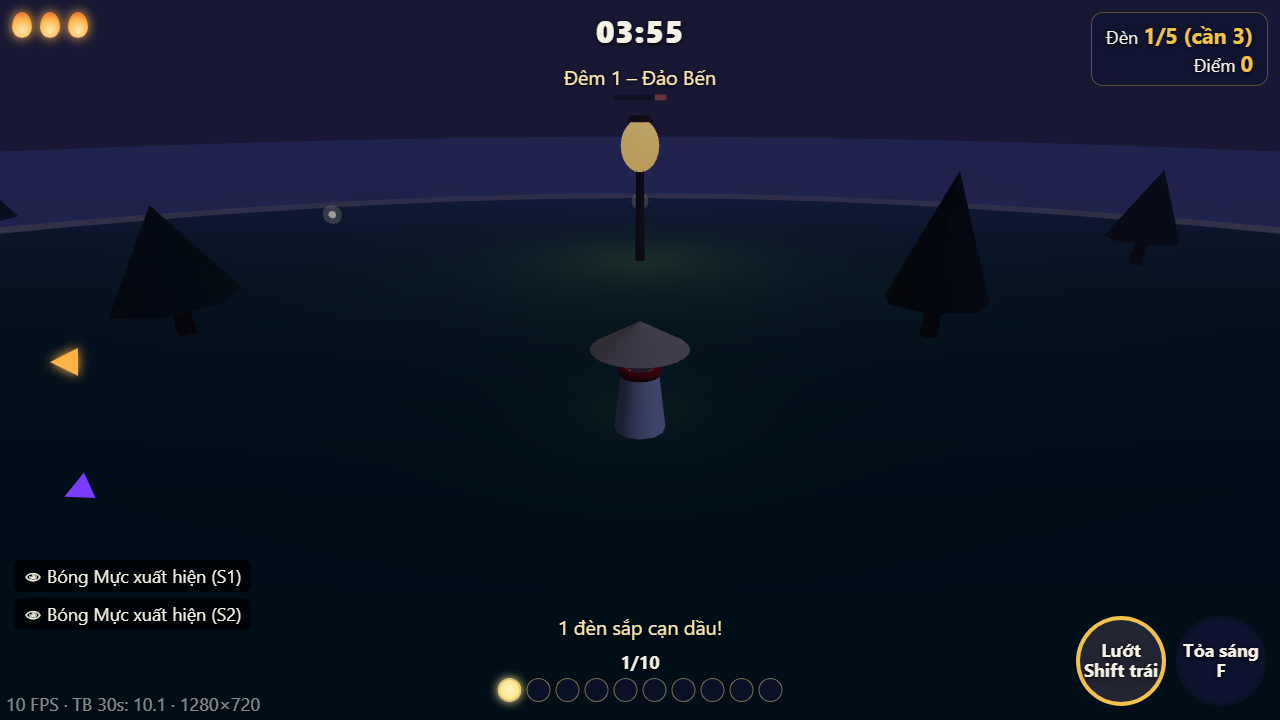 03:55
Đêm 1 – Đảo Bến
Đèn 1/5 (cần 3)
Điểm 0
👁 Bóng Mực xuất hiện (S1)
👁 Bóng Mực xuất hiện (S2)
1 đèn sắp cạn dầu!
1/10
Lướt
Shift trái
Tỏa sáng
F
10 FPS · TB 30s: 10.1 · 1280×720